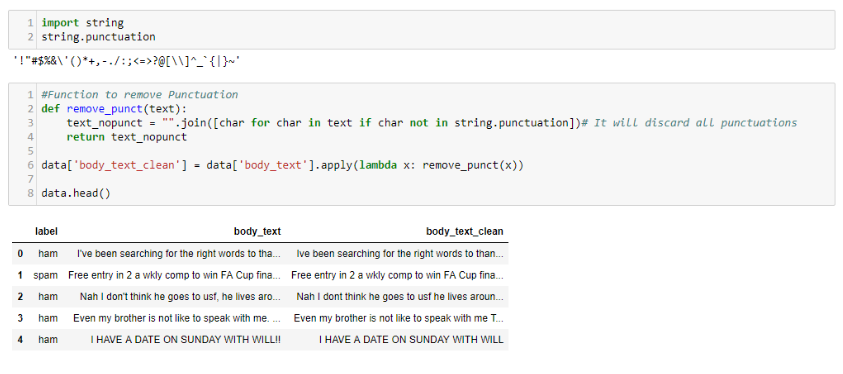 1 import string
2 string.punctuation
'!"#$%&\'()*+,-./:;<=>?@[\\]^_`{|}~'
1 #Function to remove Punctuation
2 def remove_punct(text):
3     text_nopunct = "".join([char for char in text if char not in string.punctuation])# It will discard all punctuations
4     return text_nopunct
5
6 data['body_text_clean'] = data['body_text'].apply(lambda x: remove_punct(x))
7
8 data.head()
label body_text body_text_clean
0 ham I've been searching for the right words to tha... Ive been searching for the right words to than...
1 spam Free entry in 2 a wkly comp to win FA Cup fina... Free entry in 2 a wkly comp to win FA Cup fina...
2 ham Nah I don't think he goes to usf, he lives aro... Nah I dont think he goes to usf he lives aroun...
3 ham Even my brother is not like to speak with me. ... Even my brother is not like to speak with me T...
4 ham I HAVE A DATE ON SUNDAY WITH WILL!! I HAVE A DATE ON SUNDAY WITH WILL